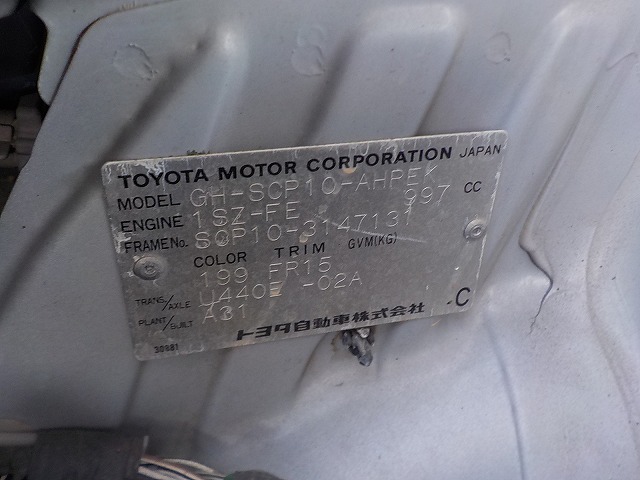 TOYOTA MOTOR CORPORATION JAPAN
MODEL GH-SCP10-AHPEK
ENGINE 1SZ-FE 997 CC
FRAME No. SCP10-3147131
COLOR TRIM GVM(KG)
199 FR15
TRANS/AXLE U440E -02A
PLANT/BUILT A31
トヨタ自動車株式会社 -C
30881